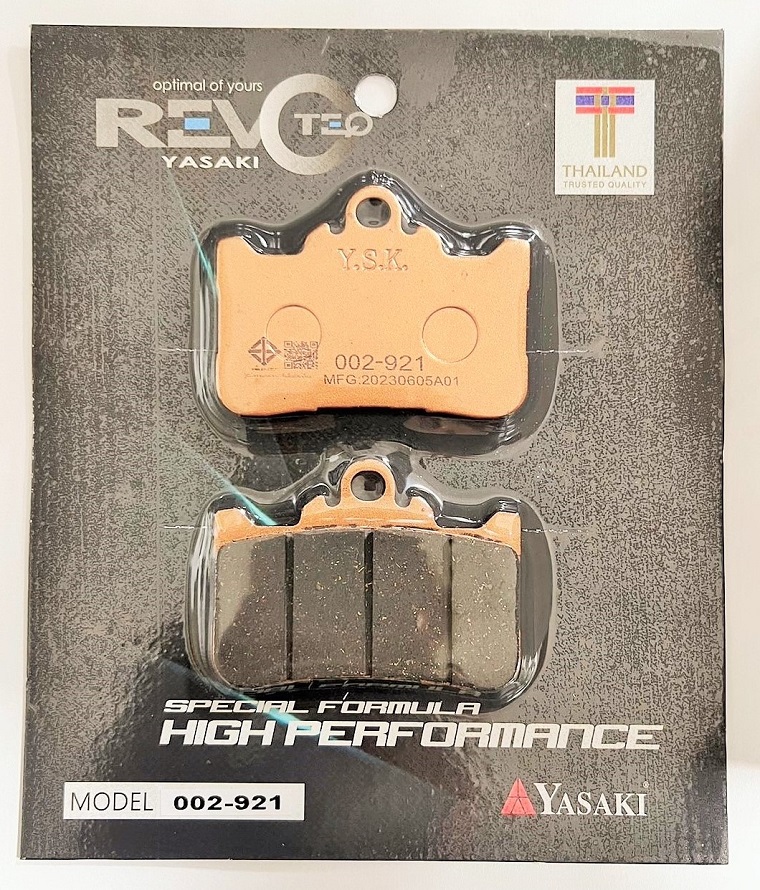 optimal of yours
REVO TEQ
YASAKI
THAILAND
TRUSTED QUALITY
Y.S.K.
002-921
MFG:20230605A01
SPECIAL FORMULA
HIGH PERFORMANCE
MODEL 002-921
YASAKI